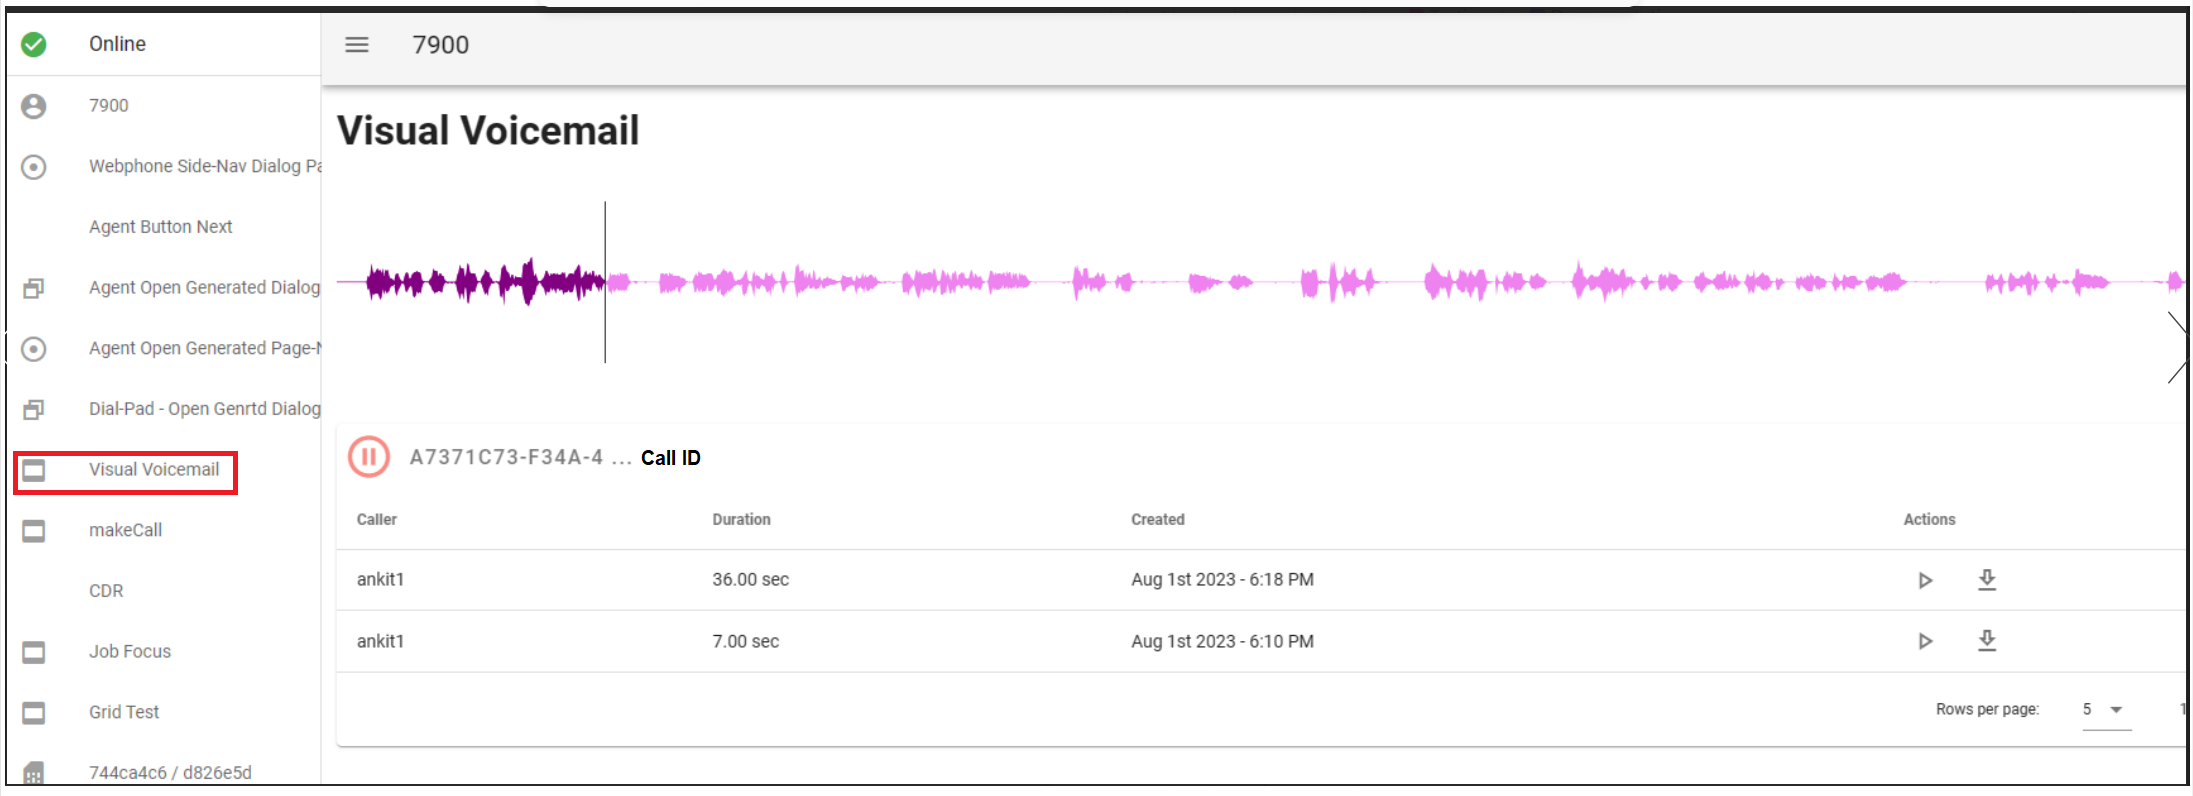 Online
7900
Webphone Side-Nav Dialog Pa
Agent Button Next
Agent Open Generated Dialog
Agent Open Generated Page-N
Dial-Pad - Open Genrtd Dialog
Visual Voicemail
makeCall
CDR
Job Focus
Grid Test
744ca4c6 / d826e5d
7900
Visual Voicemail
A7371C73-F34A-4 ... Call ID
Caller Duration Created Actions
ankit1 36.00 sec Aug 1st 2023 - 6:18 PM
ankit1 7.00 sec Aug 1st 2023 - 6:10 PM
Rows per page: 5 1